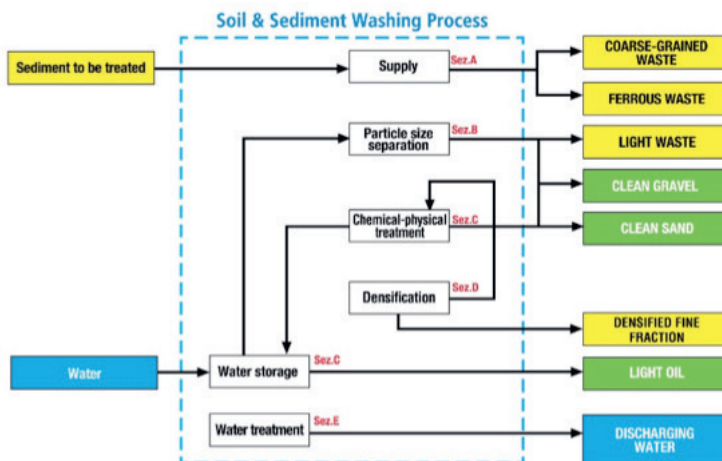 Soil & Sediment Washing Process
Sediment to be treated
Supply
Sez.A
COARSE-GRAINED
WASTE
FERROUS WASTE
Particle size
separation
Sez.B
LIGHT WASTE
CLEAN GRAVEL
Chemical-physical
treatment
Sez.C
CLEAN SAND
Densification
Sez.D
DENSIFIED FINE
FRACTION
Water
Water storage
Sez.C
LIGHT OIL
Water treatment
Sez.E
DISCHARGING
WATER